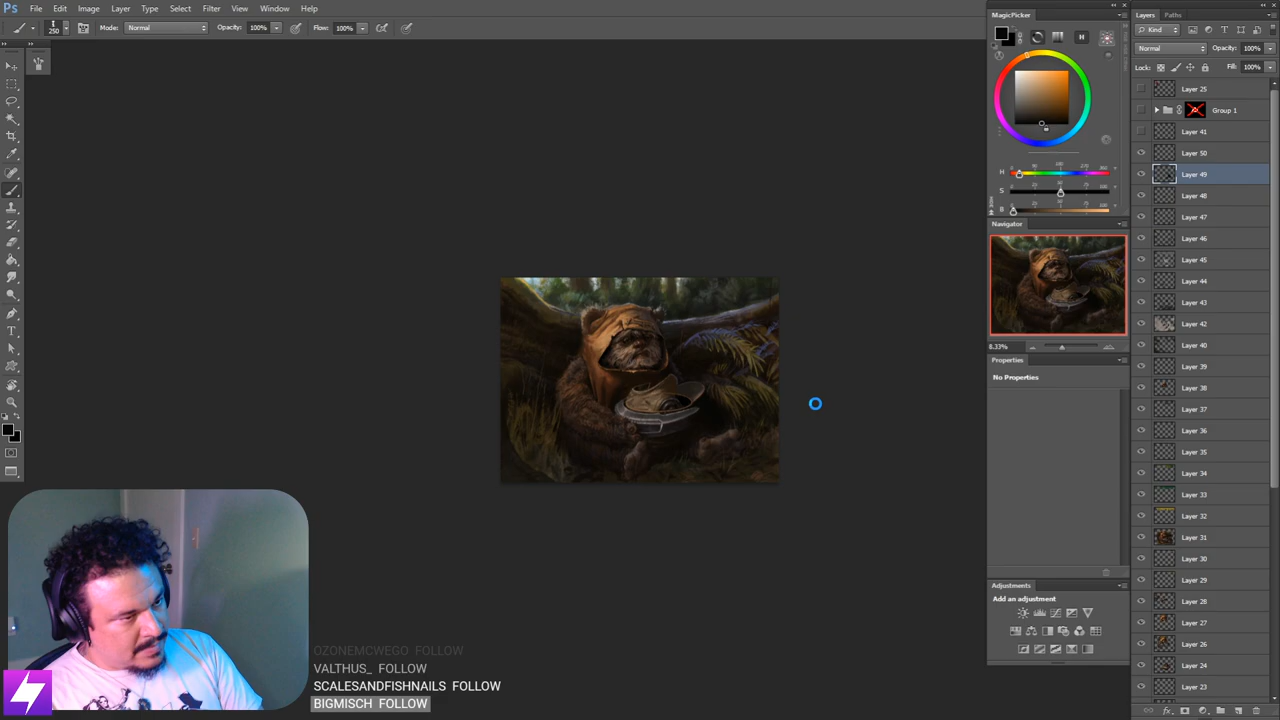 Ps File Edit Image Layer Type Select Filter View Window Help
250 Mode: Normal Opacity: 100% Flow: 100%
MagicPicker
H
H
S
B
Navigator
8.33%
Properties
No Properties
Adjustments
Add an adjustment
Layers Paths
Kind
Normal Opacity: 100%
Lock: Fill: 100%
Layer 25
Group 1
Layer 41
Layer 50
Layer 49
Layer 48
Layer 47
Layer 46
Layer 45
Layer 44
Layer 43
Layer 42
Layer 40
Layer 39
Layer 38
Layer 37
Layer 36
Layer 35
Layer 34
Layer 33
Layer 32
Layer 31
Layer 30
Layer 29
Layer 28
Layer 27
Layer 26
Layer 24
Layer 23
OZONEMCWEGO FOLLOW
VALTHUS_ FOLLOW
SCALESANDFISHNAILS FOLLOW
BIGMISCH FOLLOW